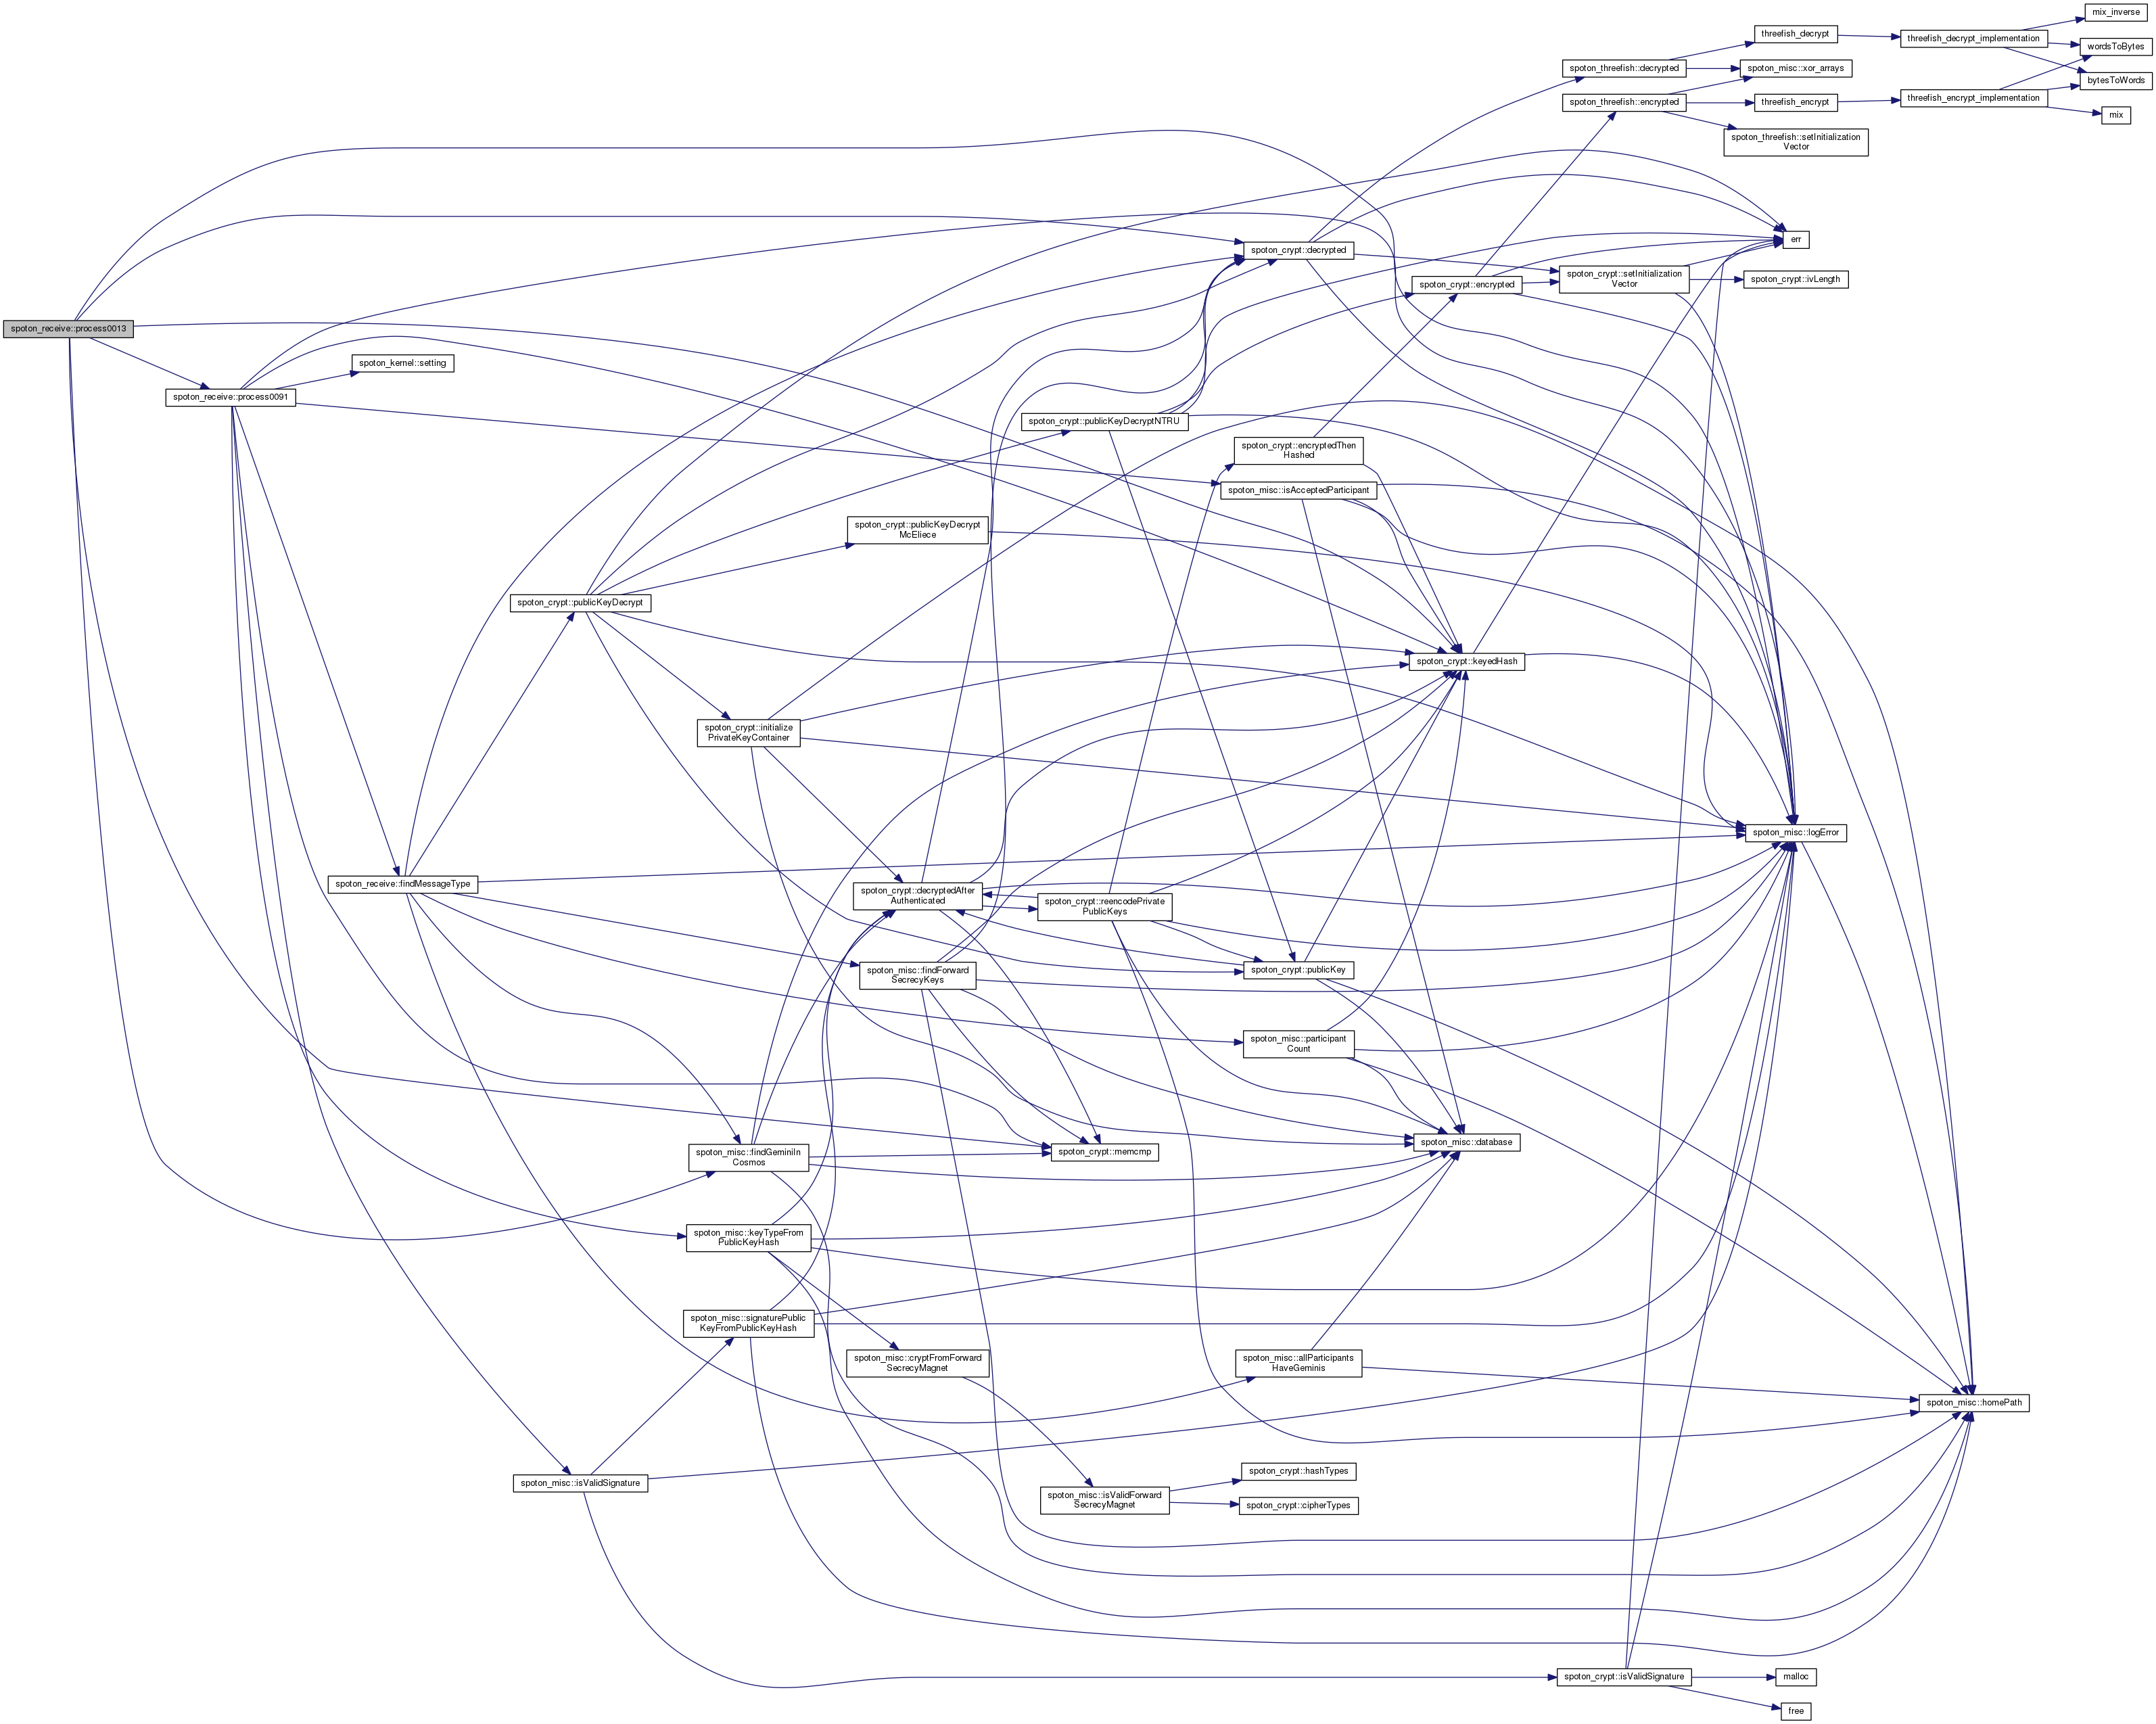 mix_inverse
threefish_decrypt
threefish_decrypt_implementation
wordsToBytes
spoton_threefish::decrypted
spoton_misc::xor_arrays
bytesToWords
spoton_threefish::encrypted
threefish_encrypt
threefish_encrypt_implementation
mix
spoton_threefish::setInitialization
Vector
err
spoton_crypt::decrypted
spoton_crypt::setInitialization
Vector
spoton_crypt::ivLength
spoton_crypt::encrypted
spoton_receive::process0013
spoton_kernel::setting
spoton_receive::process0091
spoton_crypt::publicKeyDecryptNTRU
spoton_crypt::encryptedThen
Hashed
spoton_misc::isAcceptedParticipant
spoton_crypt::publicKeyDecrypt
McEliece
spoton_crypt::publicKeyDecrypt
spoton_crypt::keyedHash
spoton_crypt::initialize
PrivateKeyContainer
spoton_misc::logError
spoton_receive::findMessageType
spoton_crypt::decryptedAfter
Authenticated
spoton_crypt::reencodePrivate
PublicKeys
spoton_misc::findForward
SecrecyKeys
spoton_crypt::publicKey
spoton_misc::participant
Count
spoton_misc::database
spoton_misc::findGeminiIn
Cosmos
spoton_crypt::memcmp
spoton_misc::keyTypeFrom
PublicKeyHash
spoton_misc::signaturePublic
KeyFromPublicKeyHash
spoton_misc::cryptFromForward
SecrecyMagnet
spoton_misc::allParticipants
HaveGeminis
spoton_misc::homePath
spoton_misc::isValidSignature
spoton_crypt::hashTypes
spoton_misc::isValidForward
SecrecyMagnet
spoton_crypt::cipherTypes
spoton_crypt::isValidSignature
malloc
free